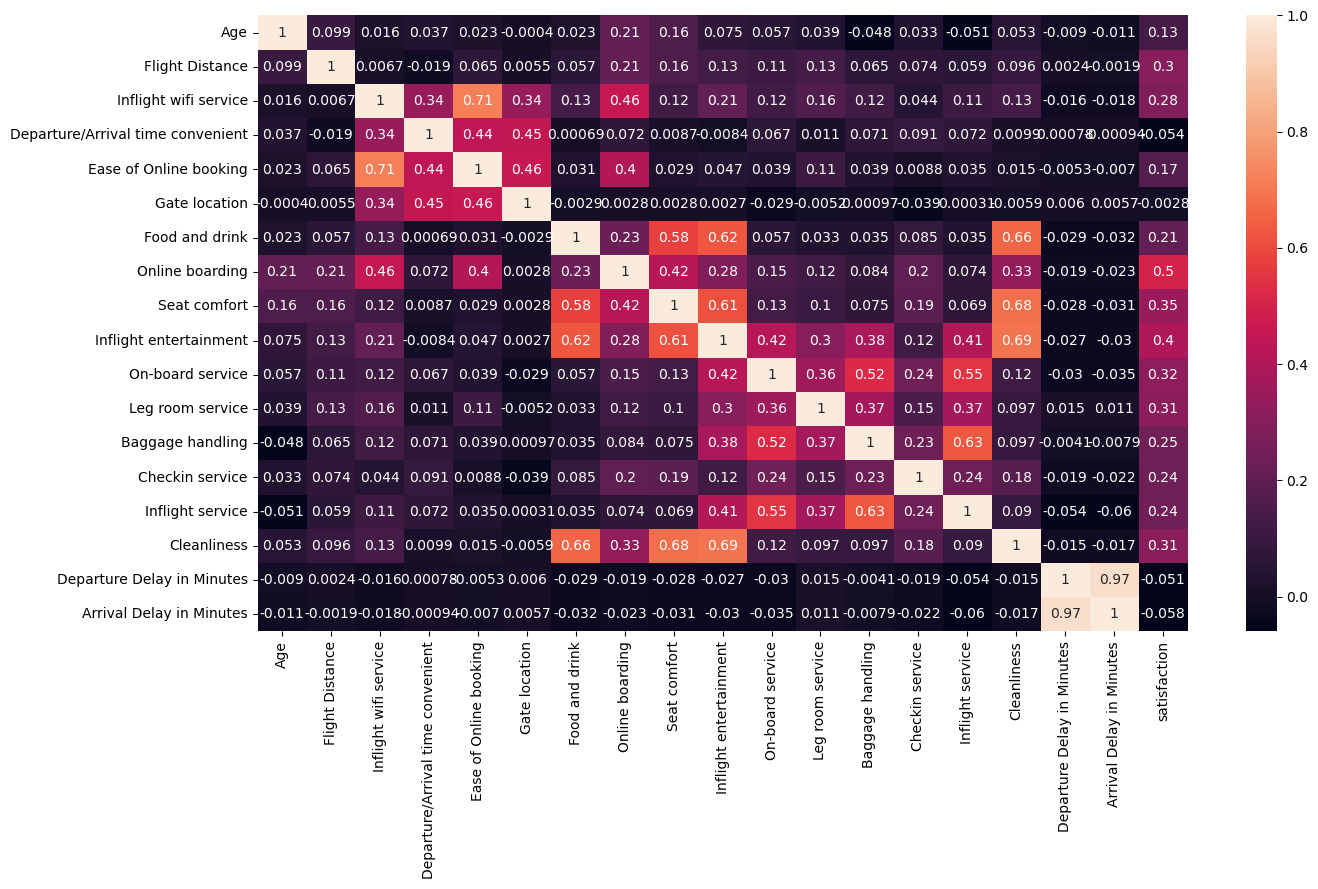 Age 1 0.099 0.016 0.037 0.023 -0.0004 0.023 0.21 0.16 0.075 0.057 0.039 -0.048 0.033 -0.051 0.053 -0.009 -0.011 0.13 1.0
Flight Distance 0.099 1 0.0067 -0.019 0.065 0.0055 0.057 0.21 0.16 0.13 0.11 0.13 0.065 0.074 0.059 0.096 0.0024 -0.0019 0.3
Inflight wifi service 0.016 0.0067 1 0.34 0.71 0.34 0.13 0.46 0.12 0.21 0.12 0.16 0.12 0.044 0.11 0.13 -0.016 -0.018 0.28
Departure/Arrival time convenient 0.037 -0.019 0.34 1 0.44 0.45 0.00069 0.072 0.0087 -0.0084 0.067 0.011 0.071 0.091 0.072 0.0099 0.00078 -0.00094 -0.054 0.8
Ease of Online booking 0.023 0.065 0.71 0.44 1 0.46 0.031 0.4 0.029 0.047 0.039 0.11 0.039 0.0088 0.035 0.015 -0.0053 -0.007 0.17
Gate location -0.0004 0.0055 0.34 0.45 0.46 1 -0.0029 0.0028 0.0028 0.0027 -0.029 -0.0052 0.00097 -0.039 0.00031 -0.0059 0.006 0.0057 -0.0028
Food and drink 0.023 0.057 0.13 0.00069 0.031 -0.0029 1 0.23 0.58 0.62 0.057 0.033 0.035 0.085 0.035 0.66 -0.029 -0.032 0.21 0.6
Online boarding 0.21 0.21 0.46 0.072 0.4 0.0028 0.23 1 0.42 0.28 0.15 0.12 0.084 0.2 0.074 0.33 -0.019 -0.023 0.5
Seat comfort 0.16 0.16 0.12 0.0087 0.029 0.0028 0.58 0.42 1 0.61 0.13 0.1 0.075 0.19 0.069 0.68 -0.028 -0.031 0.35
Inflight entertainment 0.075 0.13 0.21 -0.0084 0.047 0.0027 0.62 0.28 0.61 1 0.42 0.3 0.38 0.12 0.41 0.69 -0.027 -0.03 0.4
On-board service 0.057 0.11 0.12 0.067 0.039 -0.029 0.057 0.15 0.13 0.42 1 0.36 0.52 0.24 0.55 0.12 -0.03 -0.035 0.32 0.4
Leg room service 0.039 0.13 0.16 0.011 0.11 -0.0052 0.033 0.12 0.1 0.3 0.36 1 0.37 0.15 0.37 0.097 0.015 0.011 0.31
Baggage handling -0.048 0.065 0.12 0.071 0.039 0.00097 0.035 0.084 0.075 0.38 0.52 0.37 1 0.23 0.63 0.097 -0.0041 -0.0079 0.25
Checkin service 0.033 0.074 0.044 0.091 0.0088 -0.039 0.085 0.2 0.19 0.12 0.24 0.15 0.23 1 0.24 0.18 -0.019 -0.022 0.24 0.2
Inflight service -0.051 0.059 0.11 0.072 0.035 0.00031 0.035 0.074 0.069 0.41 0.55 0.37 0.63 0.24 1 0.09 -0.054 -0.06 0.24
Cleanliness 0.053 0.096 0.13 0.0099 0.015 -0.0059 0.66 0.33 0.68 0.69 0.12 0.097 0.097 0.18 0.09 1 -0.015 -0.017 0.31
Departure Delay in Minutes -0.009 0.0024 -0.016 0.00078 -0.0053 0.006 -0.029 -0.019 -0.028 -0.027 -0.03 0.015 -0.0041 -0.019 -0.054 -0.015 1 0.97 -0.051 0.0
Arrival Delay in Minutes -0.011 -0.0019 -0.018 -0.00094 -0.007 0.0057 -0.032 -0.023 -0.031 -0.03 -0.035 0.011 -0.0079 -0.022 -0.06 -0.017 0.97 1 -0.058
Age
Flight Distance
Inflight wifi service
Departure/Arrival time convenient
Ease of Online booking
Gate location
Food and drink
Online boarding
Seat comfort
Inflight entertainment
On-board service
Leg room service
Baggage handling
Checkin service
Inflight service
Cleanliness
Departure Delay in Minutes
Arrival Delay in Minutes
satisfaction